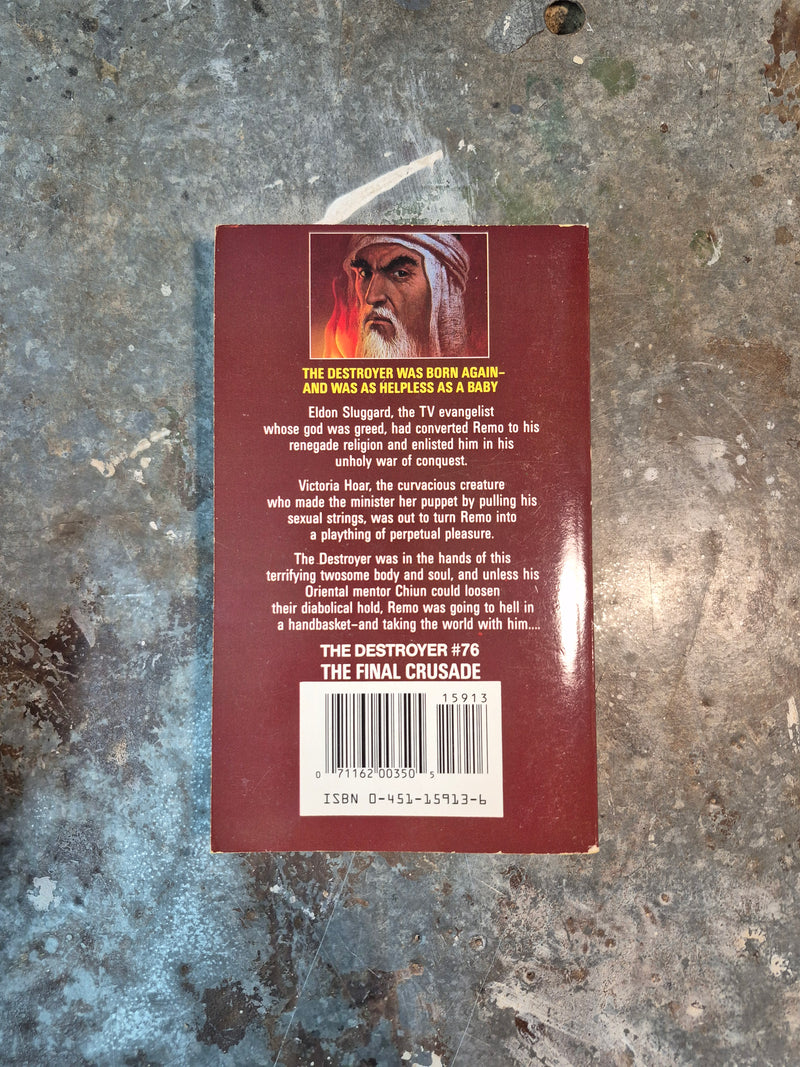 THE DESTROYER WAS BORN AGAIN—
AND WAS AS HELPLESS AS A BABY
Eldon Sluggard, the TV evangelist
whose god was greed, had converted Remo to his
renegade religion and enlisted him in his
unholy war of conquest.
Victoria Hoar, the curvacious creature
who made the minister her puppet by pulling his
sexual strings, was out to turn Remo into
a plaything of perpetual pleasure.
The Destroyer was in the hands of this
terrifying twosome body and soul, and unless his
Oriental mentor Chiun could loosen
their diabolical hold, Remo was going to hell in
a handbasket—and taking the world with him....
THE DESTROYER #76
THE FINAL CRUSADE
15913
0 71162 00350 5
ISBN 0-451-15913-6